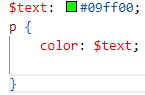 $text: #09ff00;
p {
    color: $text;
}